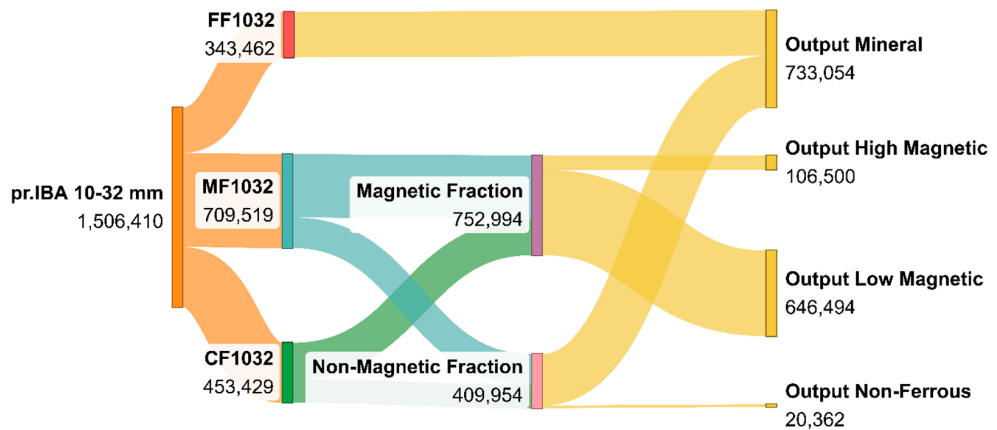 pr.IBA 10-32 mm
1,506,410
FF1032
343,462
MF1032
709,519
CF1032
453,429
Magnetic Fraction
752,994
Non-Magnetic Fraction
409,954
Output Mineral
733,054
Output High Magnetic
106,500
Output Low Magnetic
646,494
Output Non-Ferrous
20,362